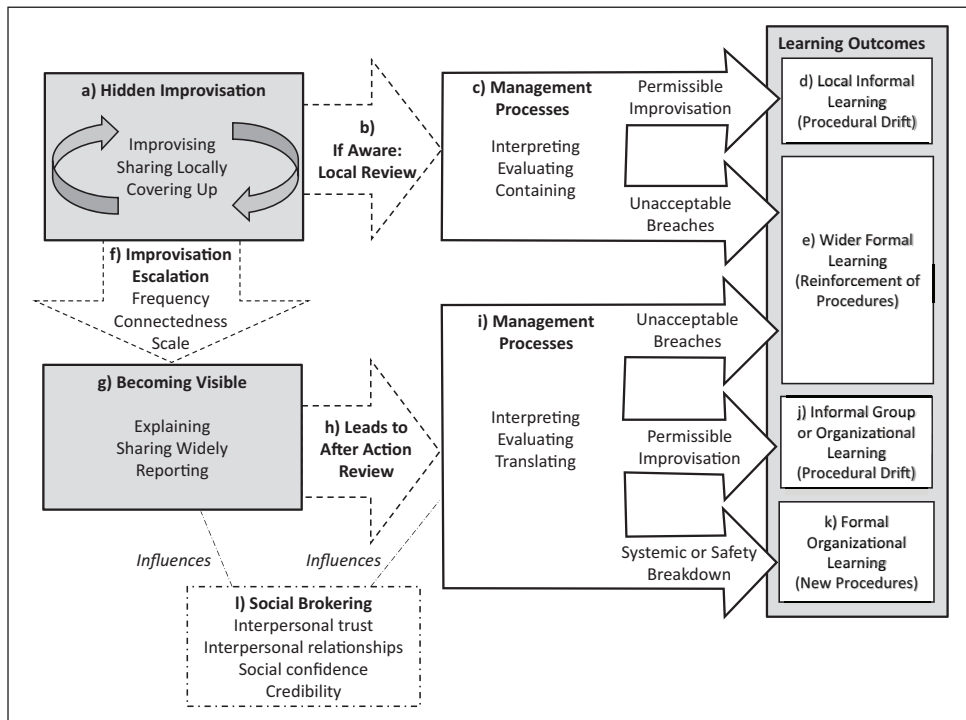 Learning Outcomes
a) Hidden Improvisation
Improvising
Sharing Locally
Covering Up
b)
If Aware:
Local Review
c) Management
Processes
Interpreting
Evaluating
Containing
Permissible
Improvisation
Unacceptable
Breaches
d) Local Informal
Learning
(Procedural Drift)
e) Wider Formal
Learning
(Reinforcement of
Procedures)
f) Improvisation
Escalation
Frequency
Connectedness
Scale
g) Becoming Visible
Explaining
Sharing Widely
Reporting
h) Leads to
After Action
Review
i) Management
Processes
Interpreting
Evaluating
Translating
Unacceptable
Breaches
Permissible
Improvisation
Systemic or Safety
Breakdown
j) Informal Group
or Organizational
Learning
(Procedural Drift)
k) Formal
Organizational
Learning
(New Procedures)
Influences
Influences
l) Social Brokering
Interpersonal trust
Interpersonal relationships
Social confidence
Credibility